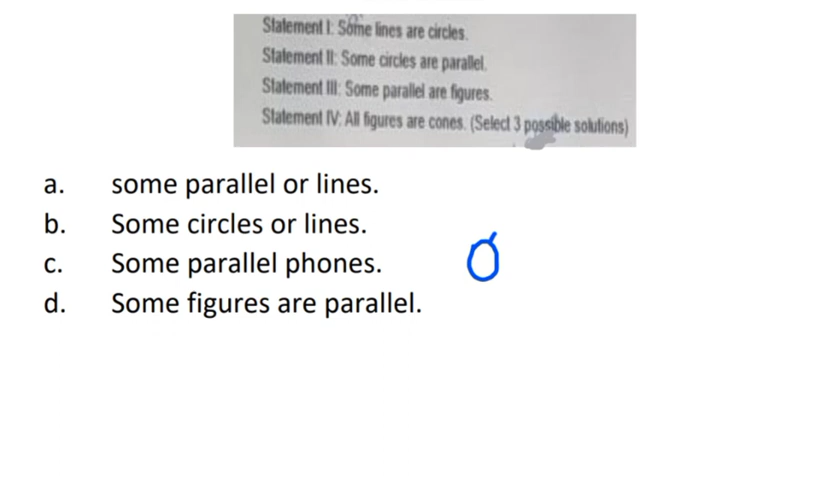 Statement I: Some lines are circles.
Statement II: Some circles are parallel.
Statement III: Some parallel are figures.
Statement IV: All figures are cones. (Select 3 possible solutions)
a. some parallel or lines.
b. Some circles or lines.
c. Some parallel phones.
d. Some figures are parallel.